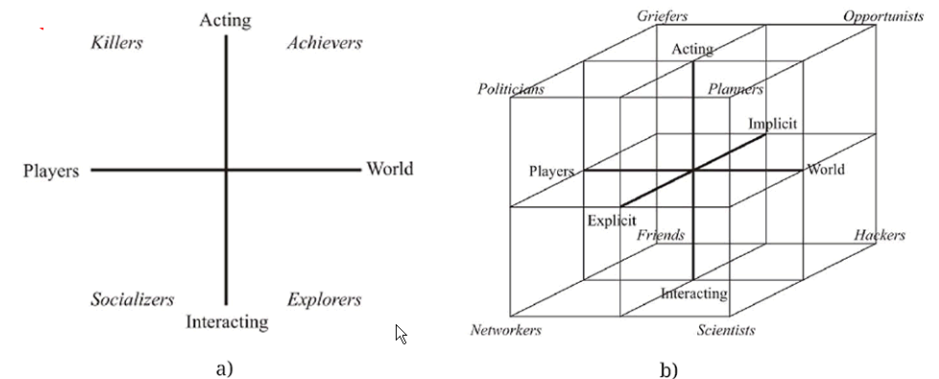 Acting
Killers
Achievers
Players
World
Socializers
Explorers
Interacting
a)
Griefers
Opportunists
Acting
Politicians
Planners
Implicit
Players
World
Explicit
Friends
Hackers
Interacting
Networkers
Scientists
b)